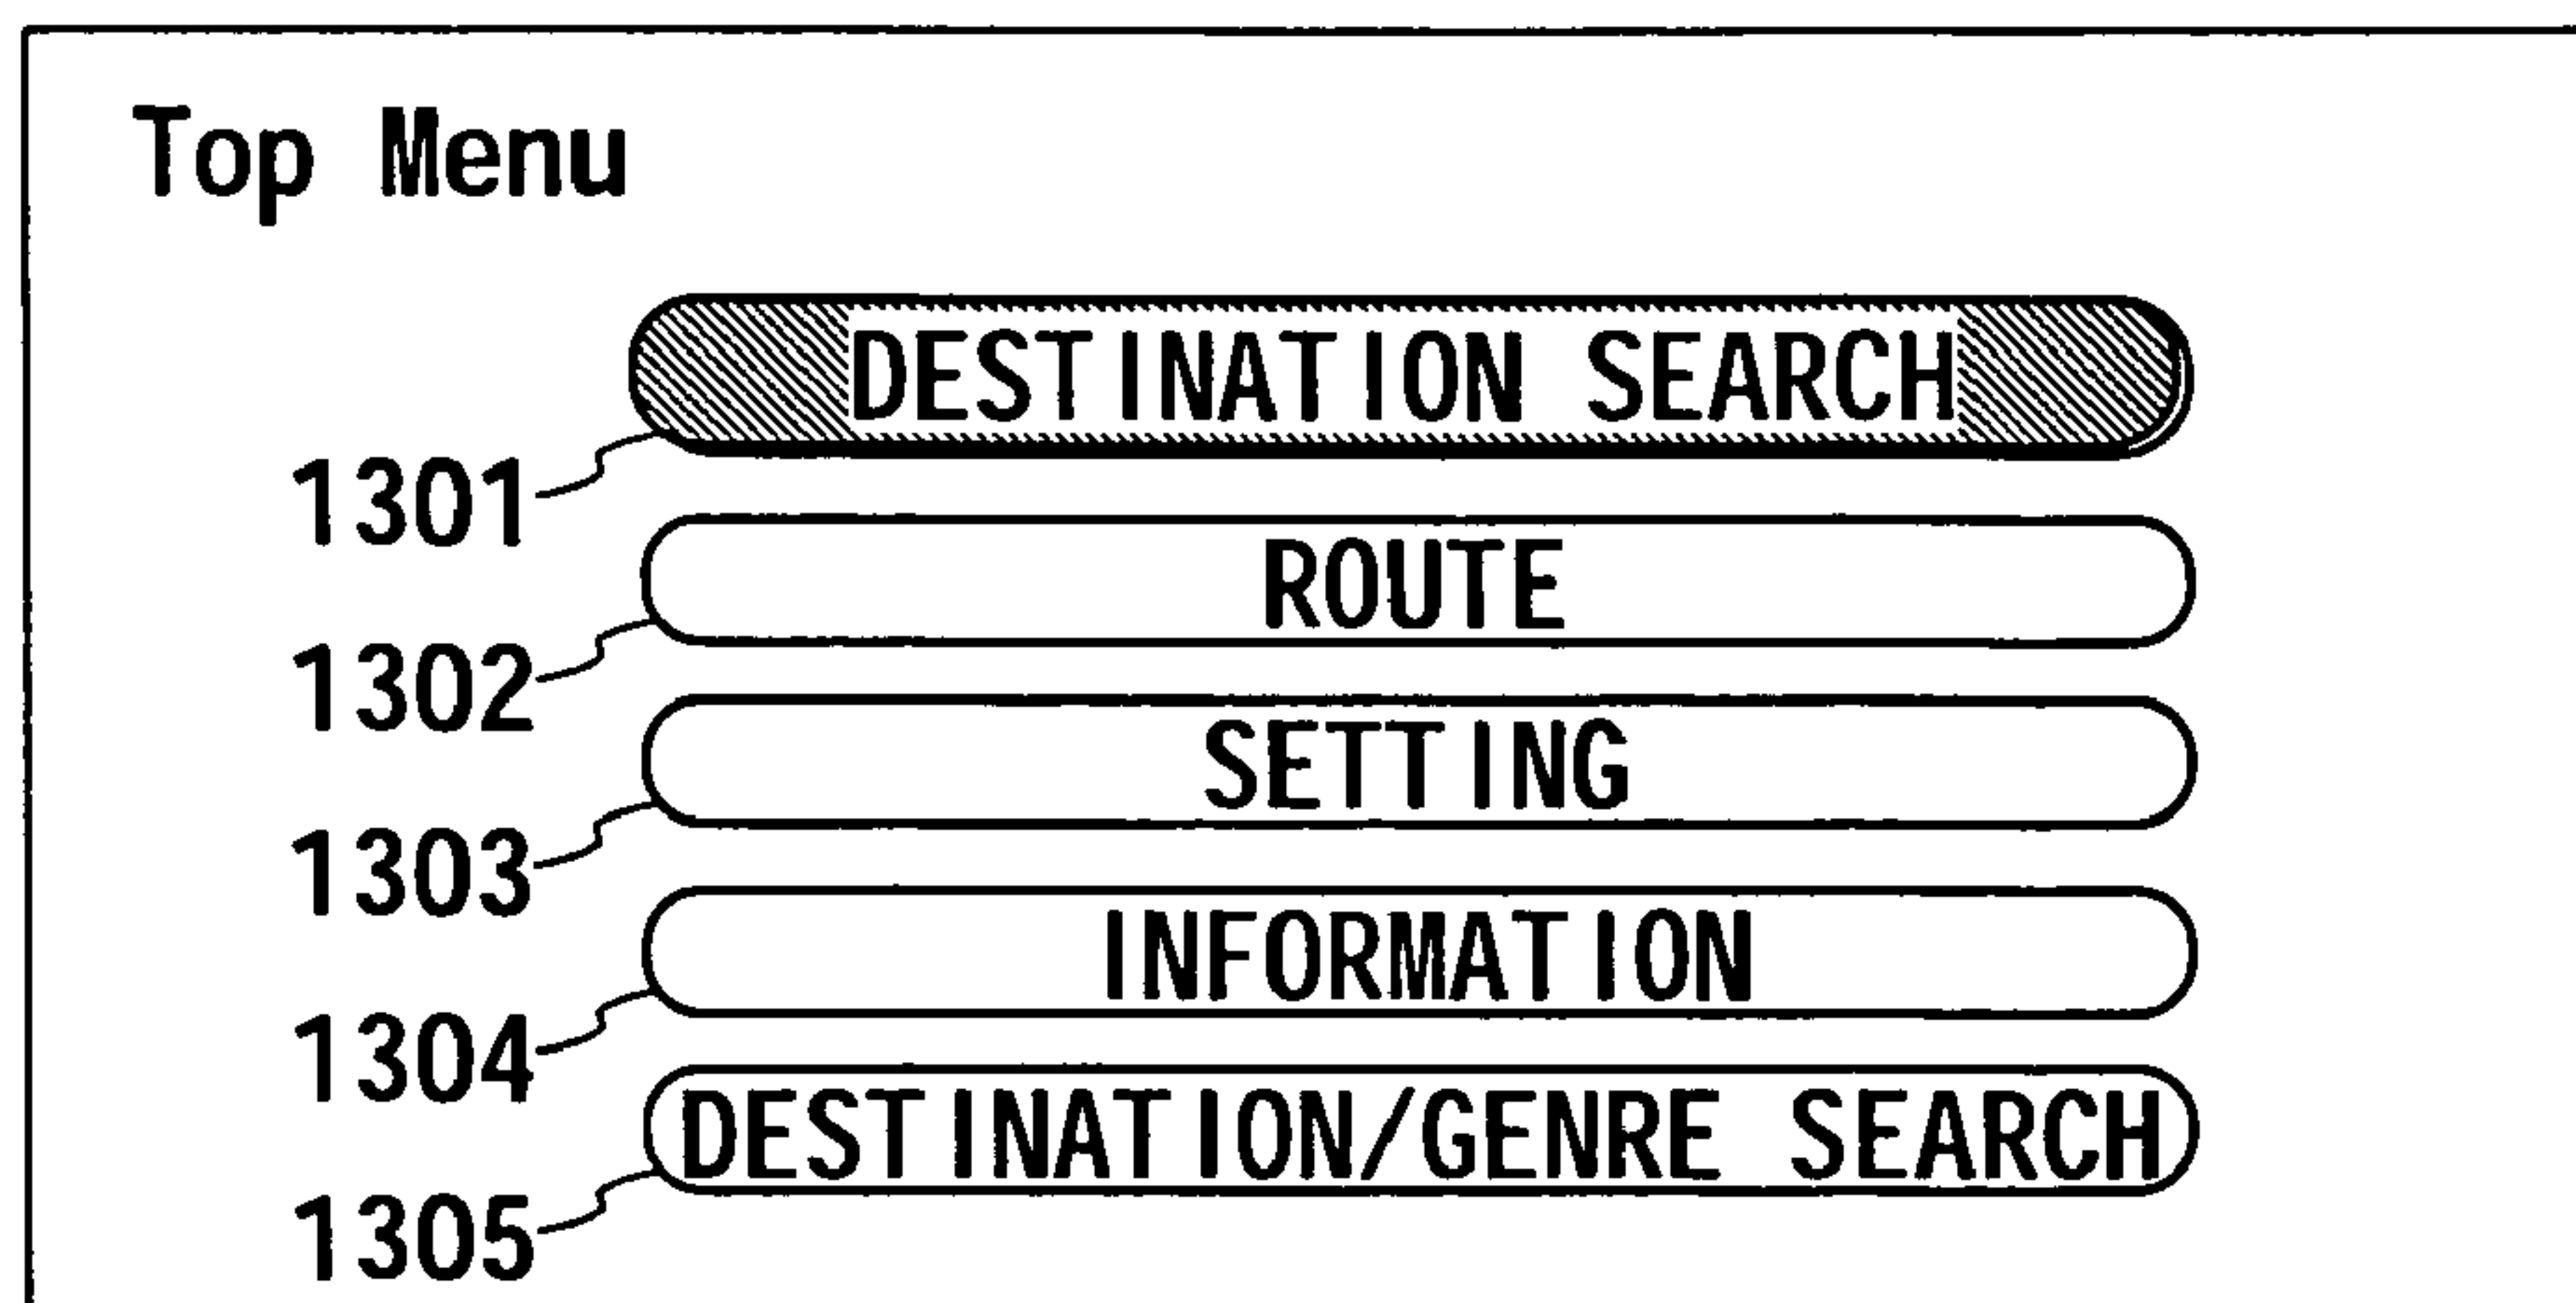 Top Menu
DESTINATION SEARCH
1301
ROUTE
1302
SETTING
1303
INFORMATION
1304
DESTINATION/GENRE SEARCH
1305